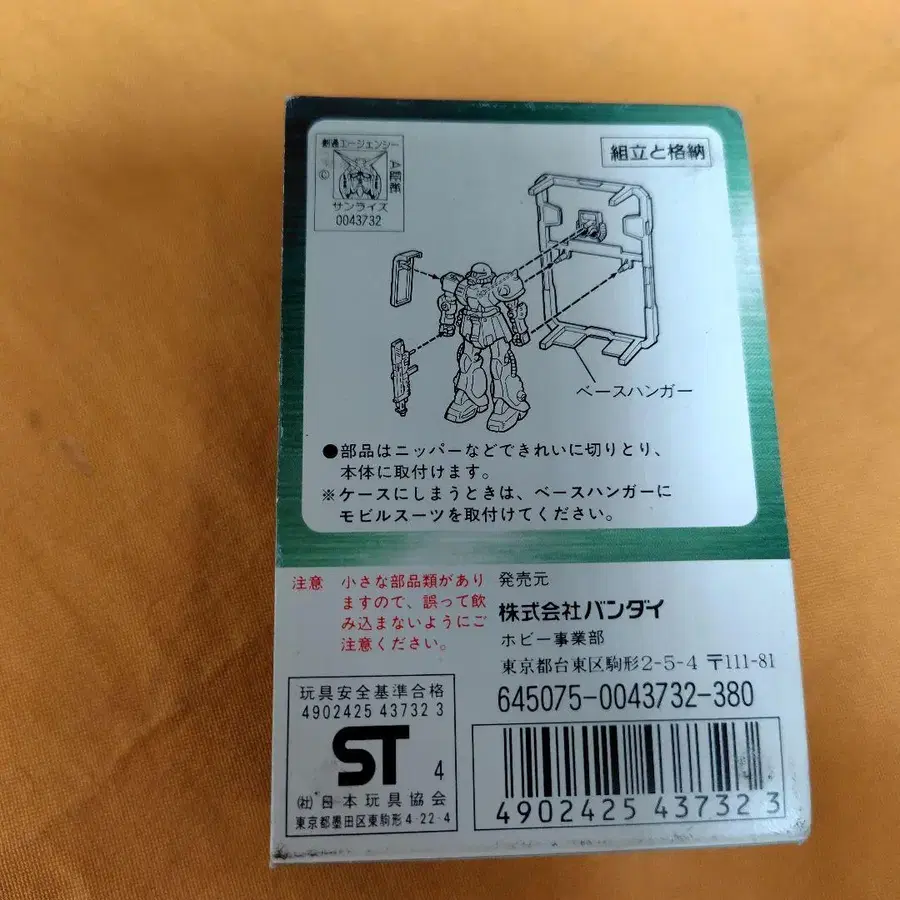 創通エージェンシー
©
サンライズ
0043732
組立と格納
ベースハンガー
●部品はニッパーなどできれいに切りとり、
本体に取付けます。
※ケースにしまうときは、ベースハンガーに
モビルスーツを取付けてください。
注意 小さな部品類があり
ますので、誤って飲
み込まないようにご
注意ください。
発売元
株式会社バンダイ
ホビー事業部
東京都台東区駒形2-5-4 〒111-81
645075-0043732-380
玩具安全基準合格
4902425 43732 3
ST 4
㈳日本玩具協会
東京都墨田区東駒形4-22-4
4902425 437323